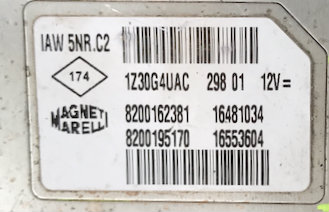 IAW 5NR.C2
174
1Z30G4UAC 298 01 12V=
MAGNETI
MARELLI
8200162381 16481034
8200195170 16553604